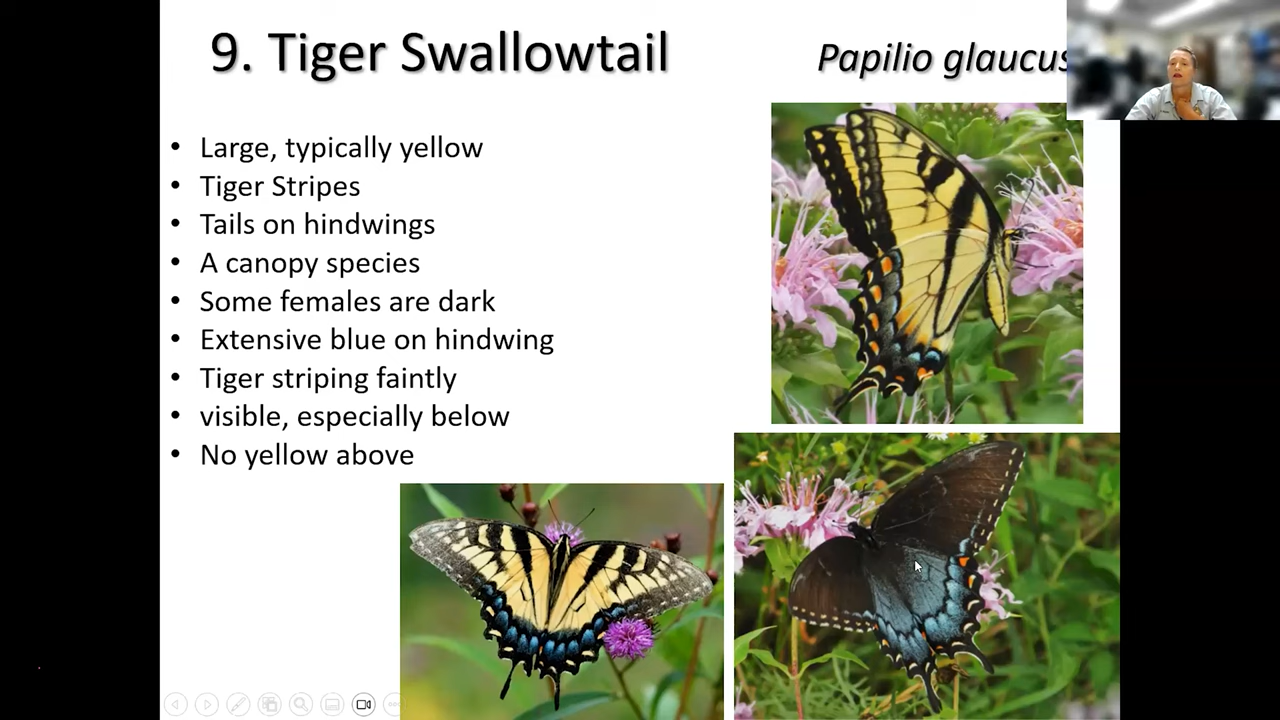 9. Tiger Swallowtail
Papilio glaucus
• Large, typically yellow
• Tiger Stripes
• Tails on hindwings
• A canopy species
• Some females are dark
• Extensive blue on hindwing
• Tiger striping faintly
• visible, especially below
• No yellow above